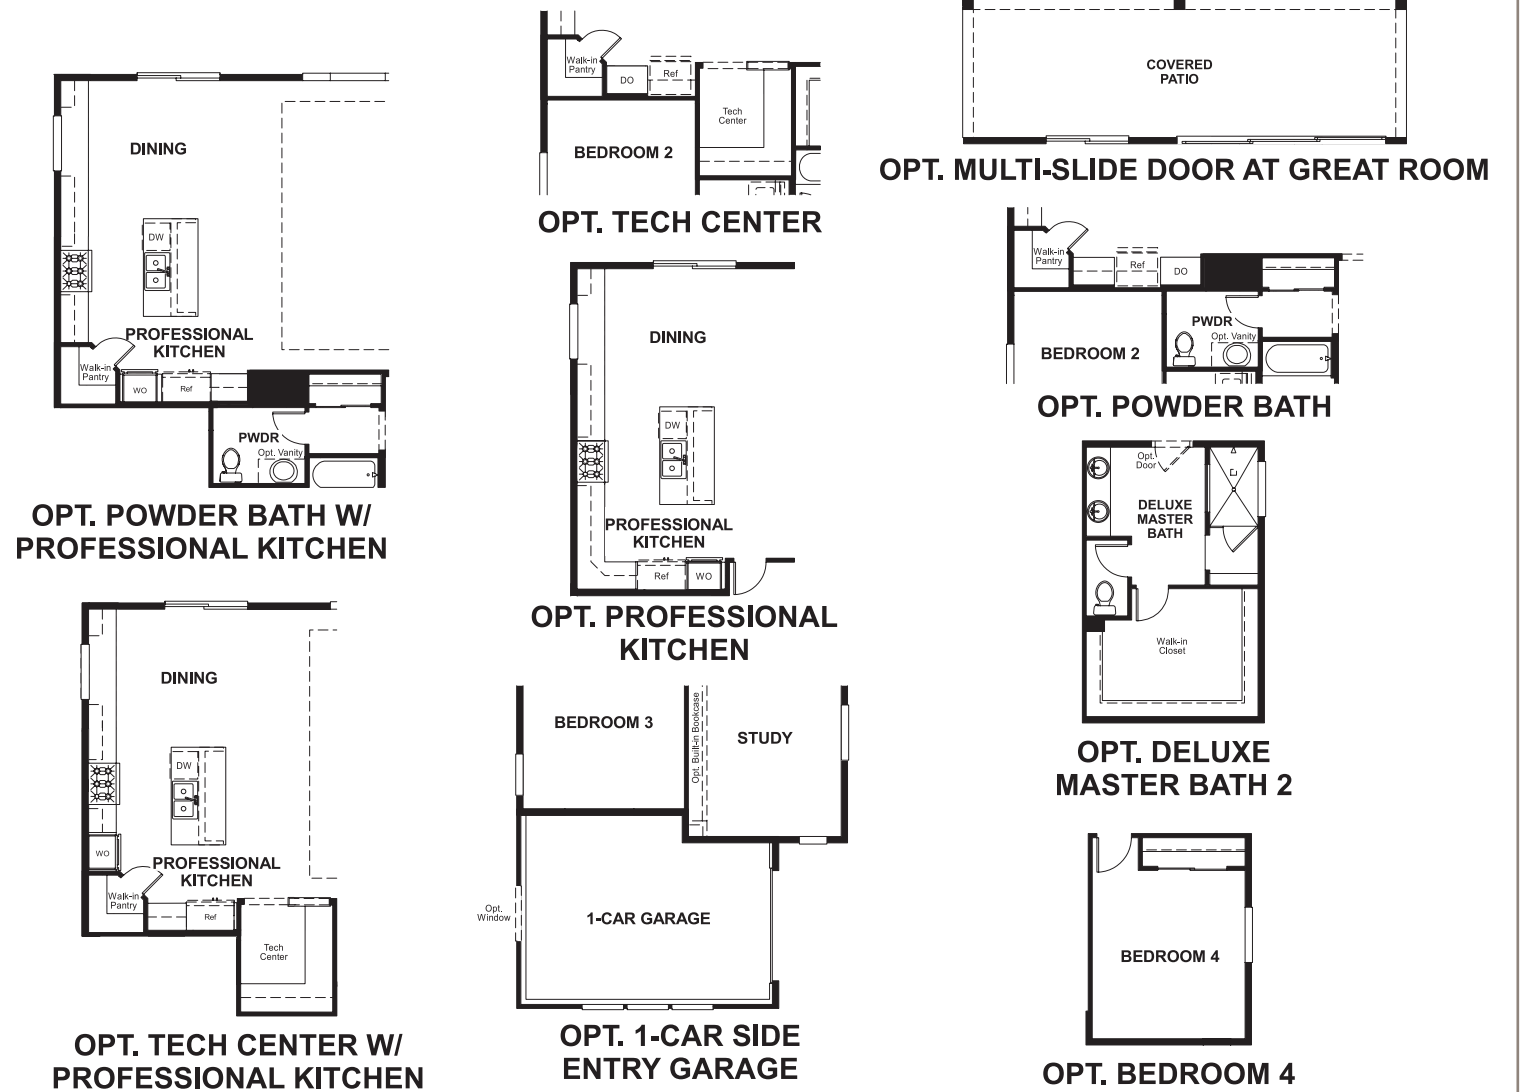 DINING
DW
PROFESSIONAL
KITCHEN
Walk-in
Pantry
WO
Ref
PWDR
Opt. Vanity
OPT. POWDER BATH W/
PROFESSIONAL KITCHEN
DINING
DW
WO
PROFESSIONAL
KITCHEN
Walk-in
Pantry
Ref
Tech
Center
OPT. TECH CENTER W/
PROFESSIONAL KITCHEN
Walk-in
Pantry
DO
Ref
Tech
Center
BEDROOM 2
OPT. TECH CENTER
DINING
DW
PROFESSIONAL
KITCHEN
Ref
WO
OPT. PROFESSIONAL
KITCHEN
BEDROOM 3
Opt. Built-in Bookcase
STUDY
Opt.
Window
1-CAR GARAGE
OPT. 1-CAR SIDE
ENTRY GARAGE
COVERED
PATIO
OPT. MULTI-SLIDE DOOR AT GREAT ROOM
Walk-in
Pantry
Ref
DO
PWDR
Opt. Vanity
BEDROOM 2
OPT. POWDER BATH
Opt.
Door
DELUXE
MASTER
BATH
Walk-in
Closet
OPT. DELUXE
MASTER BATH 2
BEDROOM 4
OPT. BEDROOM 4